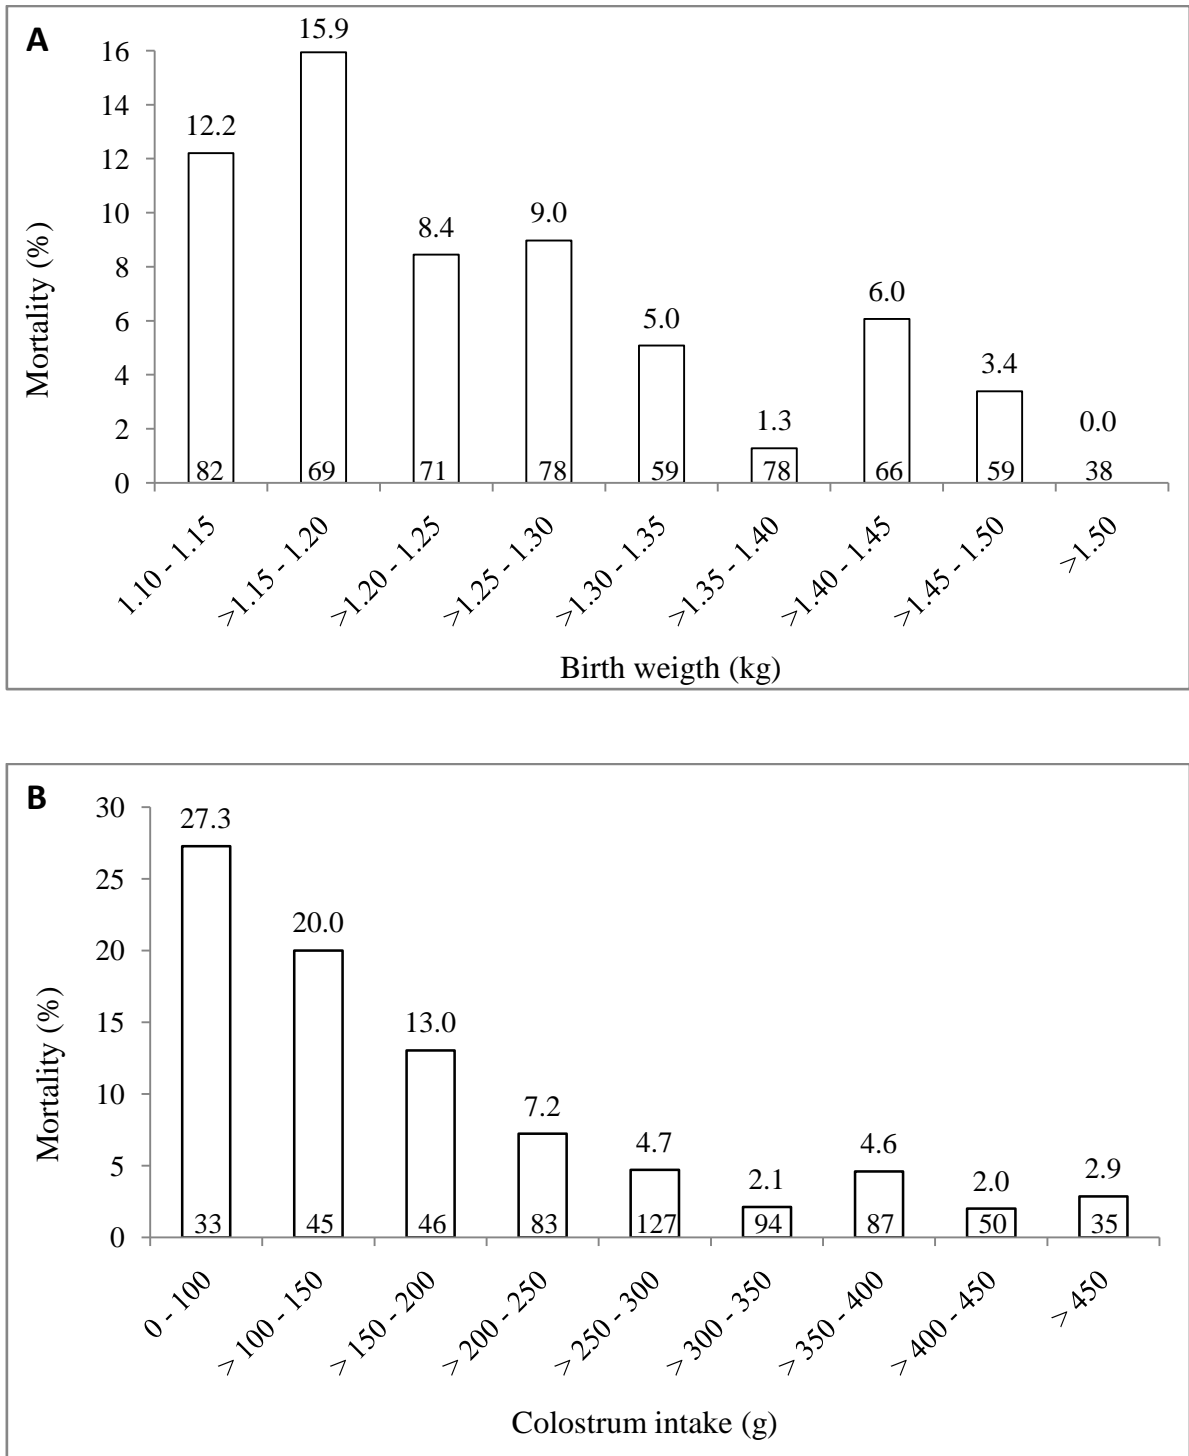 A
Mortality (%)
16
14
12
10
8
6
4
2
0
12.2
15.9
8.4
9.0
5.0
1.3
6.0
3.4
0.0
82
69
71
78
59
78
66
59
38
1.10 - 1.15
>1.15 - 1.20
>1.20 - 1.25
>1.25 - 1.30
>1.30 - 1.35
>1.35 - 1.40
>1.40 - 1.45
>1.45 - 1.50
>1.50
Birth weigth (kg)
B
Mortality (%)
30
25
20
15
10
5
0
27.3
20.0
13.0
7.2
4.7
2.1
4.6
2.0
2.9
33
45
46
83
127
94
87
50
35
0 - 100
> 100 - 150
> 150 - 200
> 200 - 250
> 250 - 300
> 300 - 350
> 350 - 400
> 400 - 450
> 450
Colostrum intake (g)